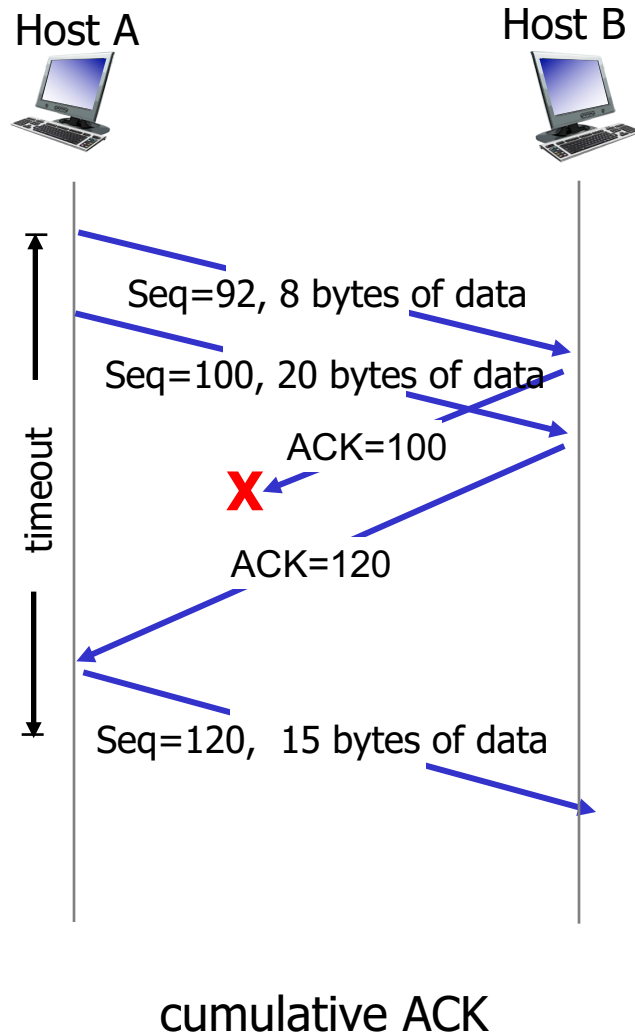 Host A
Host B
Seq=92, 8 bytes of data
Seq=100, 20 bytes of data
ACK=100
X
timeout
ACK=120
Seq=120, 15 bytes of data
cumulative ACK